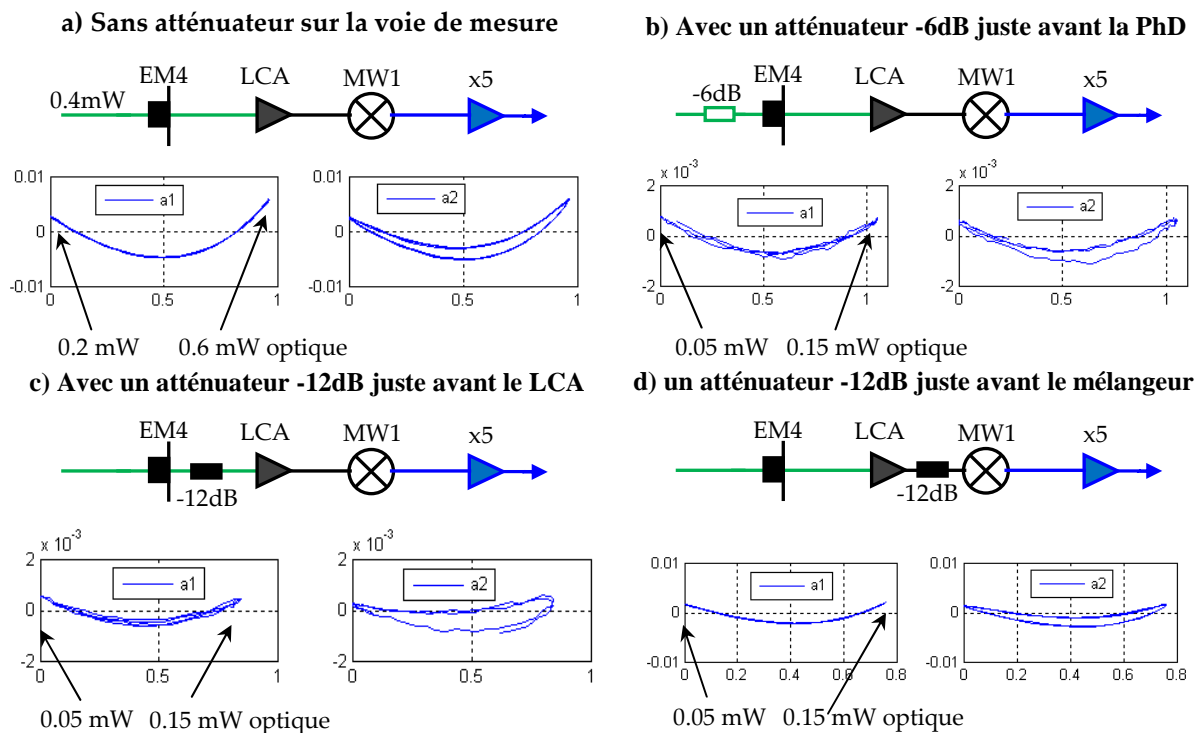 a) Sans atténuateur sur la voie de mesure
EM4 LCA MW1 x5
0.4mW
0.01
0
-0.01
a1
0 0.5 1
0.01
0
-0.01
a2
0 0.5 1
0.2 mW 0.6 mW optique
b) Avec un atténuateur -6dB juste avant la PhD
EM4 LCA MW1 x5
-6dB
x 10⁻³
2
0
-2
a1
0 0.5 1
x 10⁻³
2
0
-2
a2
0 0.5 1
0.05 mW 0.15 mW optique
c) Avec un atténuateur -12dB juste avant le LCA
EM4 LCA MW1 x5
-12dB
x 10⁻³
2
0
-2
a1
0 0.5 1
x 10⁻³
2
0
-2
a2
0 0.5 1
0.05 mW 0.15 mW optique
d) un atténuateur -12dB juste avant le mélangeur
EM4 LCA MW1 x5
-12dB
0.01
0
-0.01
a1
0 0.2 0.4 0.6 0.8
0.01
0
-0.01
a2
0 0.2 0.4 0.6 0.8
0.05 mW 0.15 mW optique